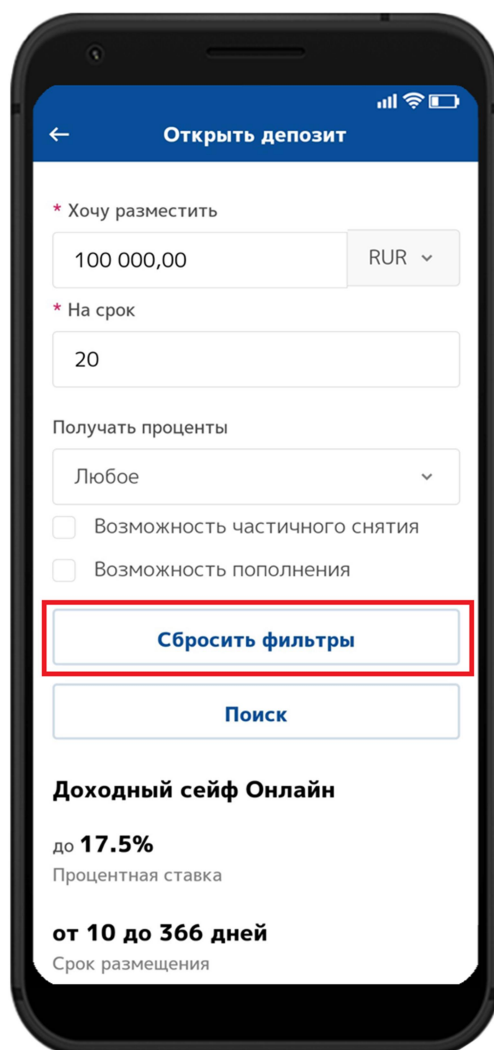 Открыть депозит
* Хочу разместить
100 000,00 RUR
* На срок
20
Получать проценты
Любое
Возможность частичного снятия
Возможность пополнения
Сбросить фильтры
Поиск
Доходный сейф Онлайн
до 17.5%
Процентная ставка
от 10 до 366 дней
Срок размещения